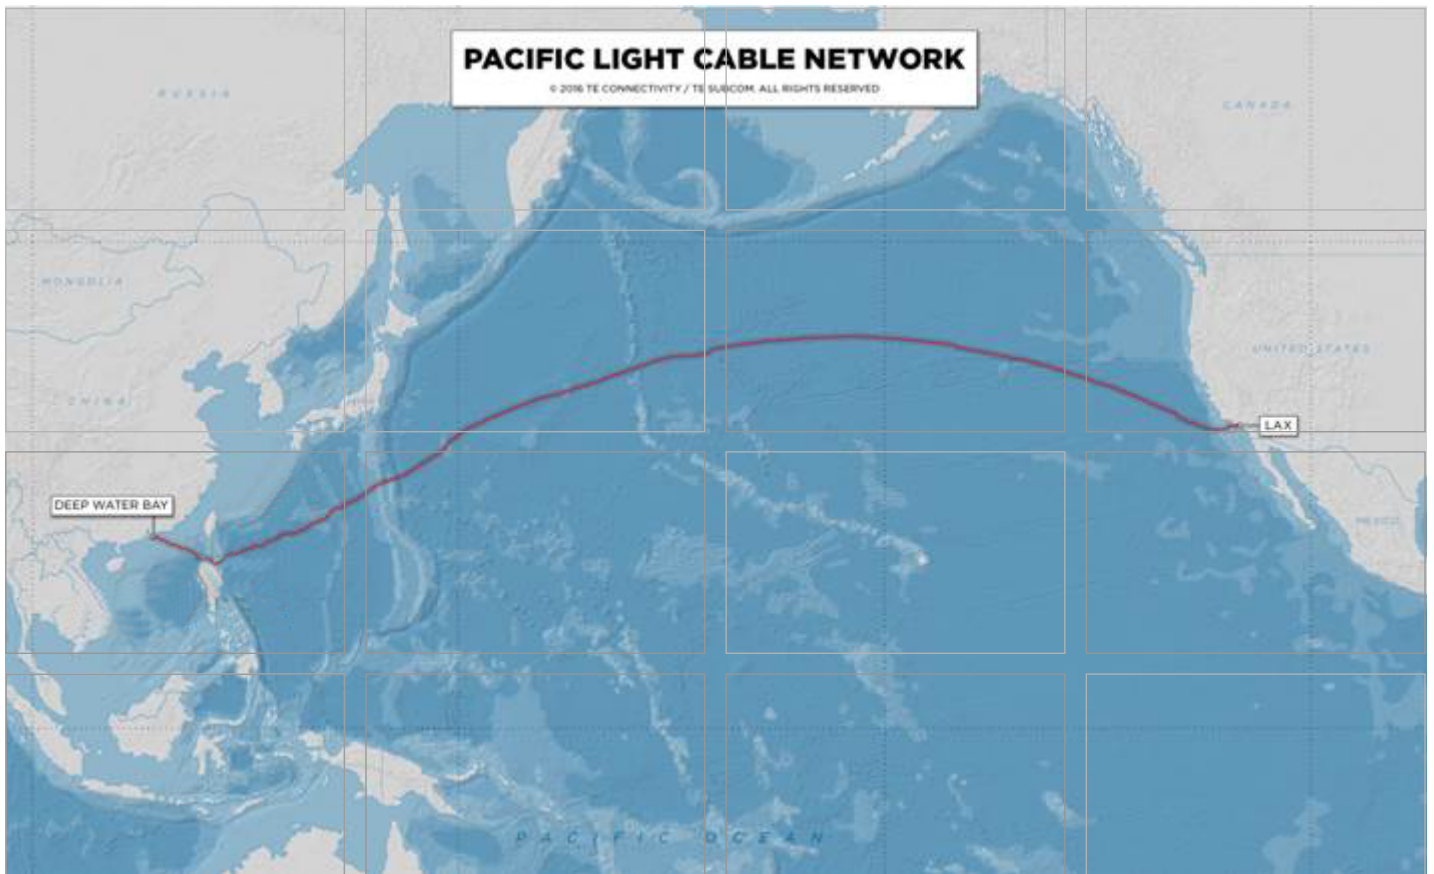 PACIFIC LIGHT CABLE NETWORK
© 2016 TE CONNECTIVITY / TE SUBCOM. ALL RIGHTS RESERVED
RUSSIA
CANADA
MONGOLIA
UNITED STATES
CHINA
LAX
DEEP WATER BAY
MEXICO
PACIFIC OCEAN